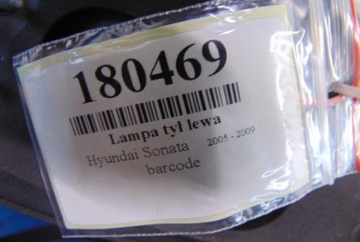 180469
Lampa tył lewa
Hyundai Sonata 2005 - 2009
barcode